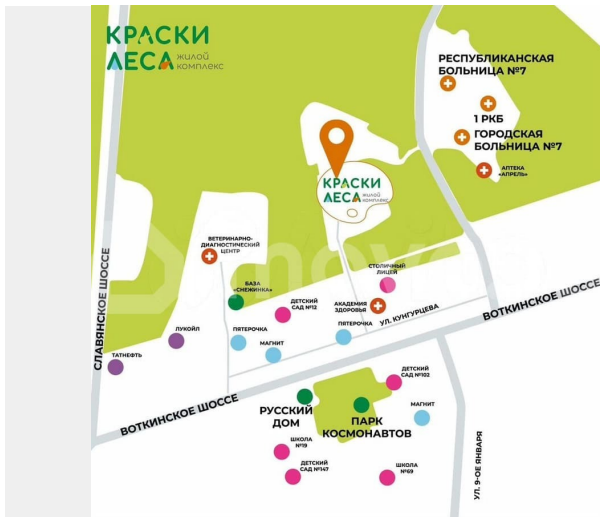 КРАСКИ
ЛЕСА жилой
комплекс
РЕСПУБЛИКАНСКАЯ
БОЛЬНИЦА №7
1 РКБ
ГОРОДСКАЯ
БОЛЬНИЦА №7
АПТЕКА
«АПРЕЛЬ»
КРАСКИ
ЛЕСА жилой
комплекс
ВЕТЕРИНАРНО-
ДИАГНОСТИЧЕСКИЙ
ЦЕНТР
СТОЛИЧНЫЙ
ЛИЦЕЙ
БАЗА
«СНЕЖИНКА»
ДЕТСКИЙ
САД №12
АКАДЕМИЯ
ЗДОРОВЬЯ
УЛ. КУНГУРЦЕВА
ВОТКИНСКОЕ ШОССЕ
СЛАВЯНСКОЕ ШОССЕ
ЛУКОЙЛ
ПЯТЕРОЧКА
ПЯТЕРОЧКА
МАГНИТ
ТАТНЕФТЬ
ДЕТСКИЙ
САД №102
ВОТКИНСКОЕ ШОССЕ
РУССКИЙ
ДОМ
ПАРК
КОСМОНАВТОВ
МАГНИТ
ШКОЛА
№19
ДЕТСКИЙ
САД №147
ШКОЛА
№69
УЛ. 9-ОЕ ЯНВАРЯ